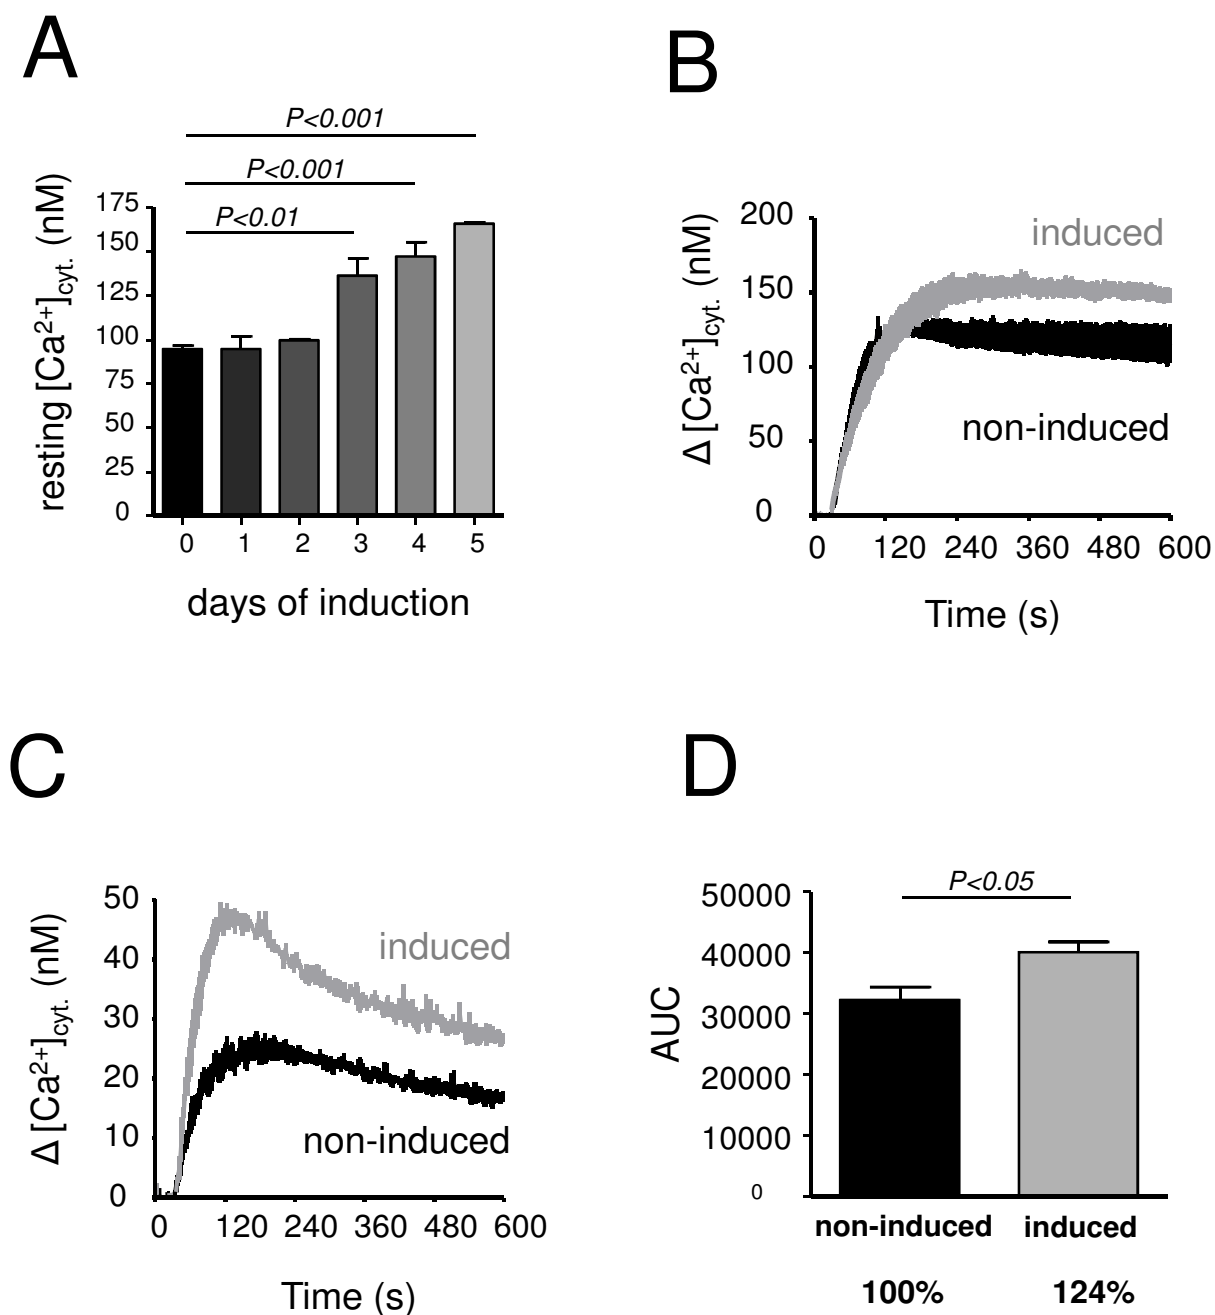 A
P<0.001
P<0.001
P<0.01
resting [Ca2+]cyt. (nM)
175
150
125
100
75
50
25
0
0 1 2 3 4 5
days of induction
B
Δ [Ca2+]cyt. (nM)
200
150
100
50
0
induced
non-induced
0 120 240 360 480 600
Time (s)
C
Δ [Ca2+]cyt. (nM)
50
40
30
20
10
0
induced
non-induced
0 120 240 360 480 600
Time (s)
D
P<0.05
AUC
50000
40000
30000
20000
10000
0
non-induced induced
100% 124%